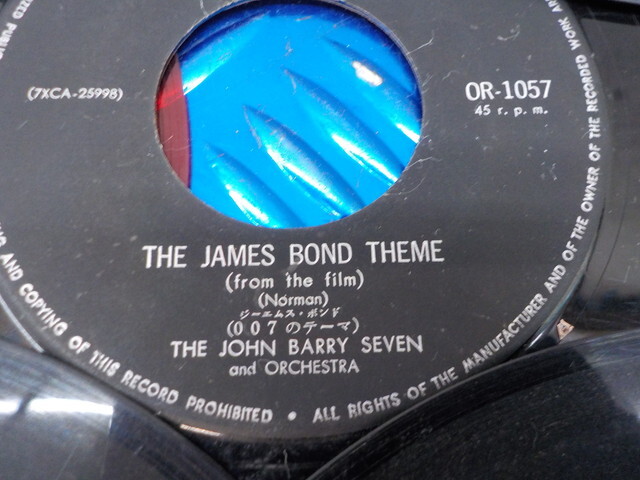 (7XCA-25998)
OR-1057
45 r. p. m.
THE JAMES BOND THEME
(from the film)
(Norman)
ジーエムス・ボンド
(007のテーマ)
THE JOHN BARRY SEVEN
and ORCHESTRA
AND COPYING OF THIS RECORD PROHIBITED • ALL RIGHTS OF THE MANUFACTURER AND OF THE OWNER OF THE RECORDED WORK